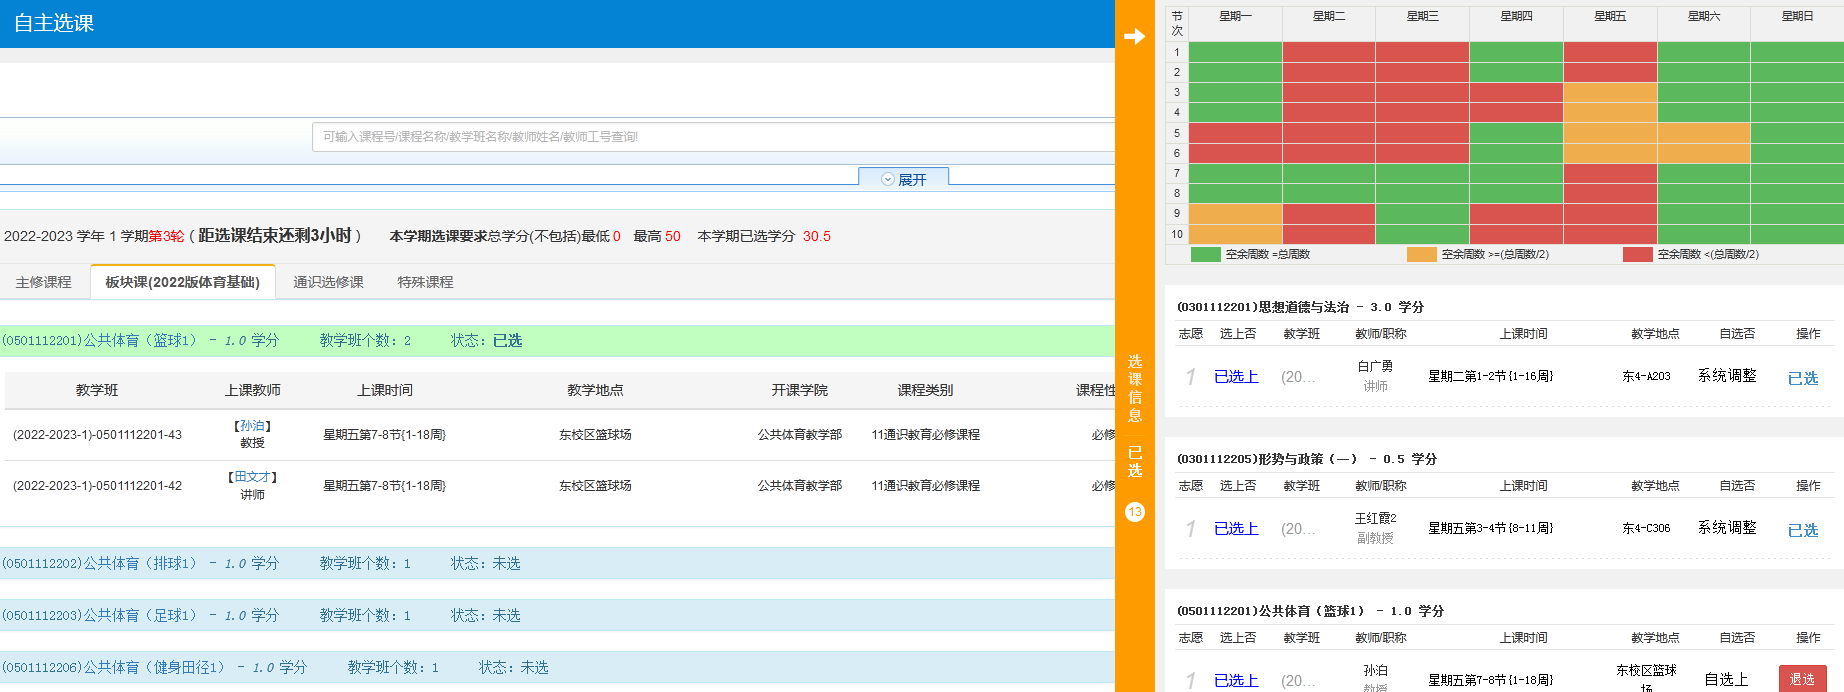 自主选课
可输入课程号/课程名称/教学班名称/教师姓名/教师工号查询!
展开
2022-2023 学年 1 学期第3轮 ( 距选课结束还剩3小时 ) 本学期选课要求总学分(不包括)最低 0 最高 50 本学期已选学分 30.5
主修课程 板块课(2022版体育基础) 通识选修课 特殊课程
(0501112201)公共体育（篮球1） - 1.0 学分 教学班个数：2 状态：已选
教学班 上课教师 上课时间 教学地点 开课学院 课程类别 课程性
(2022-2023-1)-0501112201-43 【孙泊】 教授 星期五第7-8节{1-18周} 东校区篮球场 公共体育教学部 11通识教育必修课程 必修
(2022-2023-1)-0501112201-42 【田文才】 讲师 星期五第7-8节{1-18周} 东校区篮球场 公共体育教学部 11通识教育必修课程 必修
(0501112202)公共体育（排球1） - 1.0 学分 教学班个数：1 状态：未选
(0501112203)公共体育（足球1） - 1.0 学分 教学班个数：1 状态：未选
(0501112206)公共体育（健身田径1） - 1.0 学分 教学班个数：1 状态：未选
选课信息 已选 13
节次 星期一 星期二 星期三 星期四 星期五 星期六 星期日
1
2
3
4
5
6
7
8
9
10
空余周数 =总周数 空余周数 >=(总周数/2) 空余周数 <(总周数/2)
(0301112201)思想道德与法治 - 3.0 学分
志愿 选上否 教学班 教师/职称 上课时间 教学地点 自选否 操作
1 已选上 (20... 白广勇 讲师 星期二第1-2节{1-16周} 东4-A203 系统调整 已选
(0301112205)形势与政策（一） - 0.5 学分
志愿 选上否 教学班 教师/职称 上课时间 教学地点 自选否 操作
1 已选上 (20... 王红霞2 副教授 星期五第3-4节{8-11周} 东4-C306 系统调整 已选
(0501112201)公共体育（篮球1） - 1.0 学分
志愿 选上否 教学班 教师/职称 上课时间 教学地点 自选否 操作
1 已选上 (20... 孙泊 教授 星期五第7-8节{1-18周} 东校区篮球场 自选上 退选